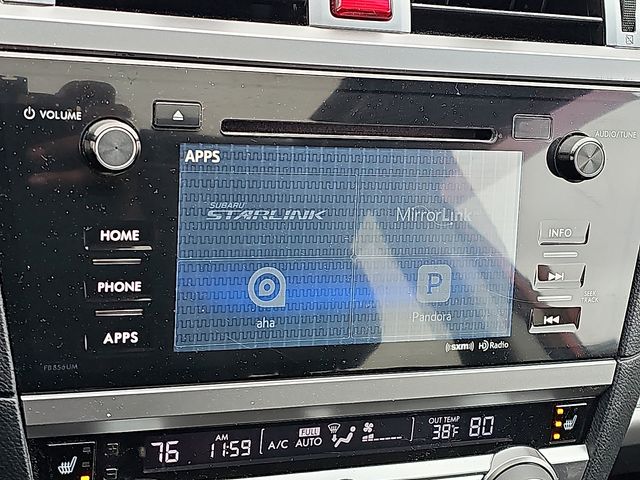 VOLUME
AUDIO/TUNE
APPS
SUBARU
STARLINK
MirrorLink
HOME
INFO
PHONE
SEEK
TRACK
P
aha
Pandora
APPS
sxm HD Radio
FB856UM
76
AM
11:59
A/C
FULL
AUTO
OUT TEMP
38°F
80